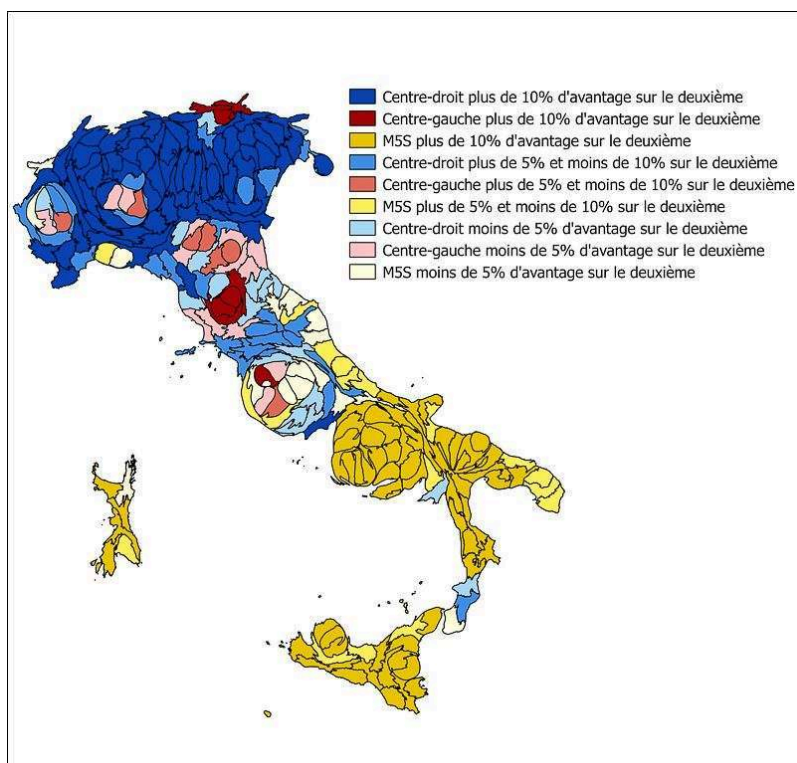 Centre-droit plus de 10% d'avantage sur le deuxième
Centre-gauche plus de 10% d'avantage sur le deuxième
M5S plus de 10% d'avantage sur le deuxième
Centre-droit plus de 5% et moins de 10% sur le deuxième
Centre-gauche plus de 5% et moins de 10% sur le deuxième
M5S plus de 5% et moins de 10% sur le deuxième
Centre-droit moins de 5% d'avantage sur le deuxième
Centre-gauche moins de 5% d'avantage sur le deuxième
M5S moins de 5% d'avantage sur le deuxième